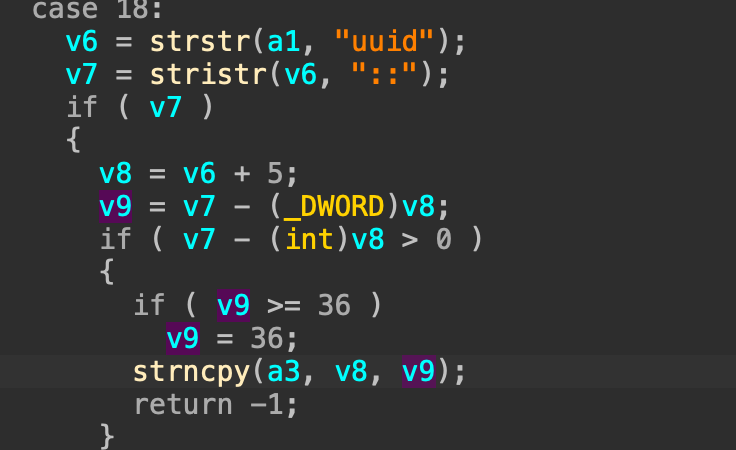 case 18:
v6 = strstr(a1, "uuid");
v7 = stristr(v6, "::");
if ( v7 )
{
v8 = v6 + 5;
v9 = v7 - (_DWORD)v8;
if ( v7 - (int)v8 > 0 )
{
if ( v9 >= 36 )
v9 = 36;
strncpy(a3, v8, v9);
return -1;
}